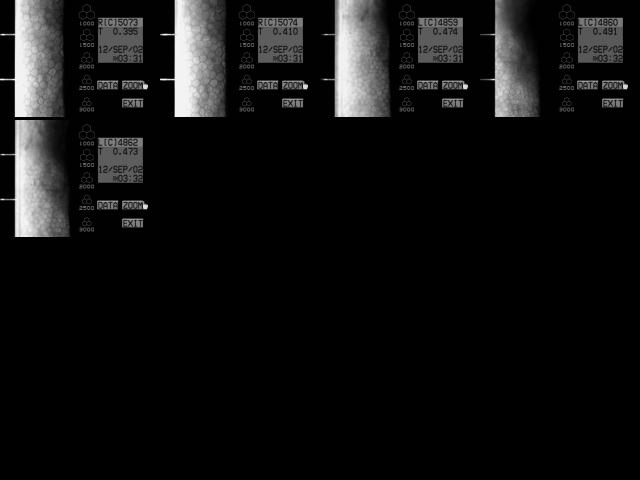 1000
R[C]5073
T 0.395
1500
12/SEP/02
03:31
2000
2500
DATA ZOOM
3000
EXIT
1000
R[C]5074
T 0.410
1500
12/SEP/02
03:31
2000
2500
DATA ZOOM
3000
EXIT
1000
L[C]4859
T 0.474
1500
12/SEP/02
03:31
2000
2500
DATA ZOOM
3000
EXIT
1000
L[C]4860
T 0.491
1500
12/SEP/02
03:32
2000
2500
DATA ZOOM
3000
EXIT
1000
L[C]4862
T 0.473
1500
12/SEP/02
03:32
2000
2500
DATA ZOOM
3000
EXIT